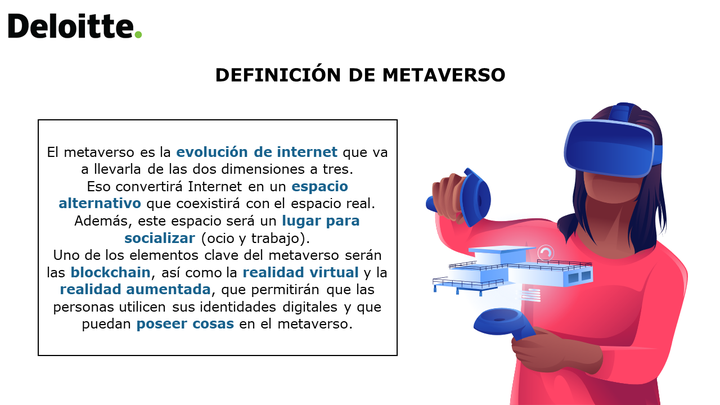 Deloitte.
DEFINICIÓN DE METAVERSO
El metaverso es la evolución de internet que va
a llevarla de las dos dimensiones a tres.
Eso convertirá Internet en un espacio
alternativo que coexistirá con el espacio real.
Además, este espacio será un lugar para
socializar (ocio y trabajo).
Uno de los elementos clave del metaverso serán
las blockchain, así como la realidad virtual y la
realidad aumentada, que permitirán que las
personas utilicen sus identidades digitales y que
puedan poseer cosas en el metaverso.